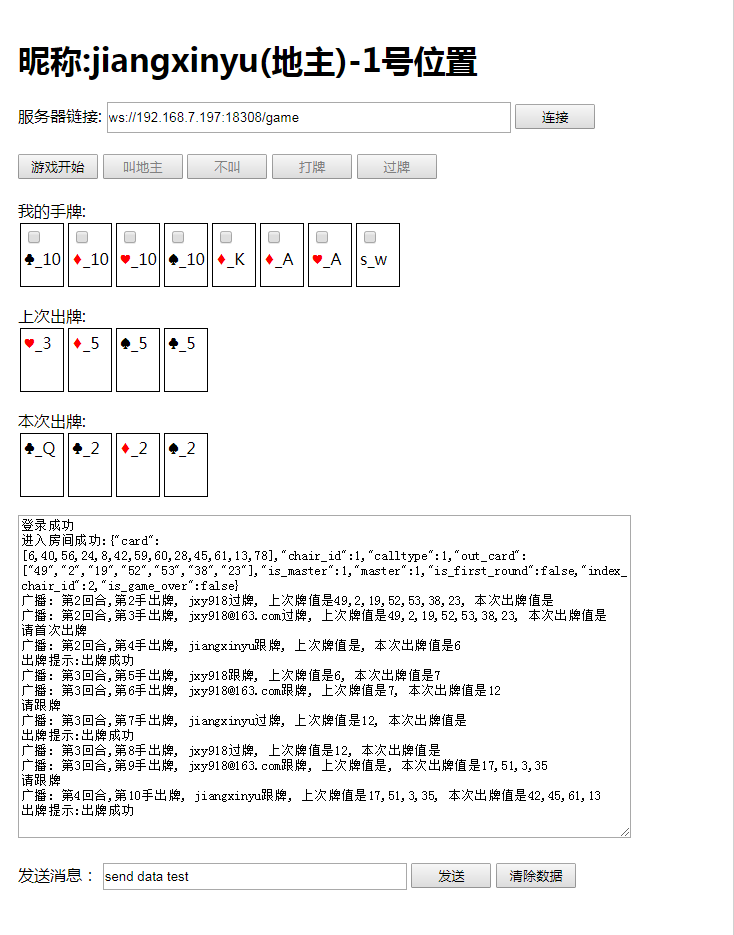 昵称:jiangxinyu(地主)-1号位置
服务器链接: ws://192.168.7.197:18308/game 连接
游戏开始 叫地主 不叫 打牌 过牌
我的手牌:
♣_10 ♦_10 ♥_10 ♠_10 ♦_K ♦_A ♥_A s_w
上次出牌:
♥_3 ♦_5 ♠_5 ♣_5
本次出牌:
♣_Q ♣_2 ♦_2 ♠_2
登录成功
进入房间成功:{"card":
[6,40,56,24,8,42,59,60,28,45,61,13,78],"chair_id":1,"calltype":1,"out_card":
["49","2","19","52","53","38","23"],"is_master":1,"master":1,"is_first_round":false,"index_
chair_id":2,"is_game_over":false}
广播: 第2回合,第2手出牌, jxy918过牌, 上次牌值是49,2,19,52,53,38,23, 本次出牌值是
广播: 第2回合,第3手出牌, jxy918@163.com过牌, 上次牌值是49,2,19,52,53,38,23, 本次出牌值是
请首次出牌
广播: 第2回合,第4手出牌, jiangxinyu跟牌, 上次牌值是, 本次出牌值是6
出牌提示:出牌成功
广播: 第3回合,第5手出牌, jxy918跟牌, 上次牌值是6, 本次出牌值是7
广播: 第3回合,第6手出牌, jxy918@163.com跟牌, 上次牌值是7, 本次出牌值是12
请跟牌
广播: 第3回合,第7手出牌, jiangxinyu过牌, 上次牌值是12, 本次出牌值是
出牌提示:出牌成功
广播: 第3回合,第8手出牌, jxy918过牌, 上次牌值是12, 本次出牌值是
广播: 第3回合,第9手出牌, jxy918@163.com跟牌, 上次牌值是, 本次出牌值是17,51,3,35
请跟牌
广播: 第4回合,第10手出牌, jiangxinyu跟牌, 上次牌值是17,51,3,35, 本次出牌值是42,45,61,13
出牌提示:出牌成功
发送消息： send data test 发送 清除数据